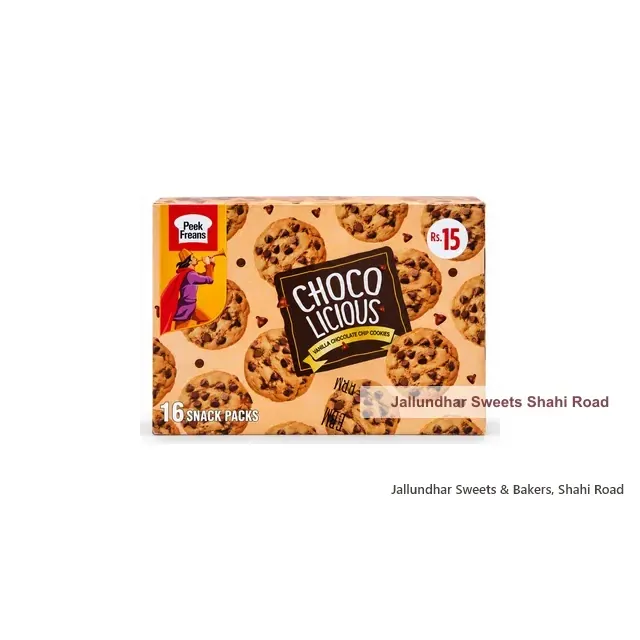 Peek
Freans
Rs.15
CHOCO
LICIOUS
VANILLA CHOCOLATE CHIP COOKIES
16 SNACK PACKS
Jallundhar Sweets Shahi Road
Jallundhar Sweets & Bakers, Shahi Road